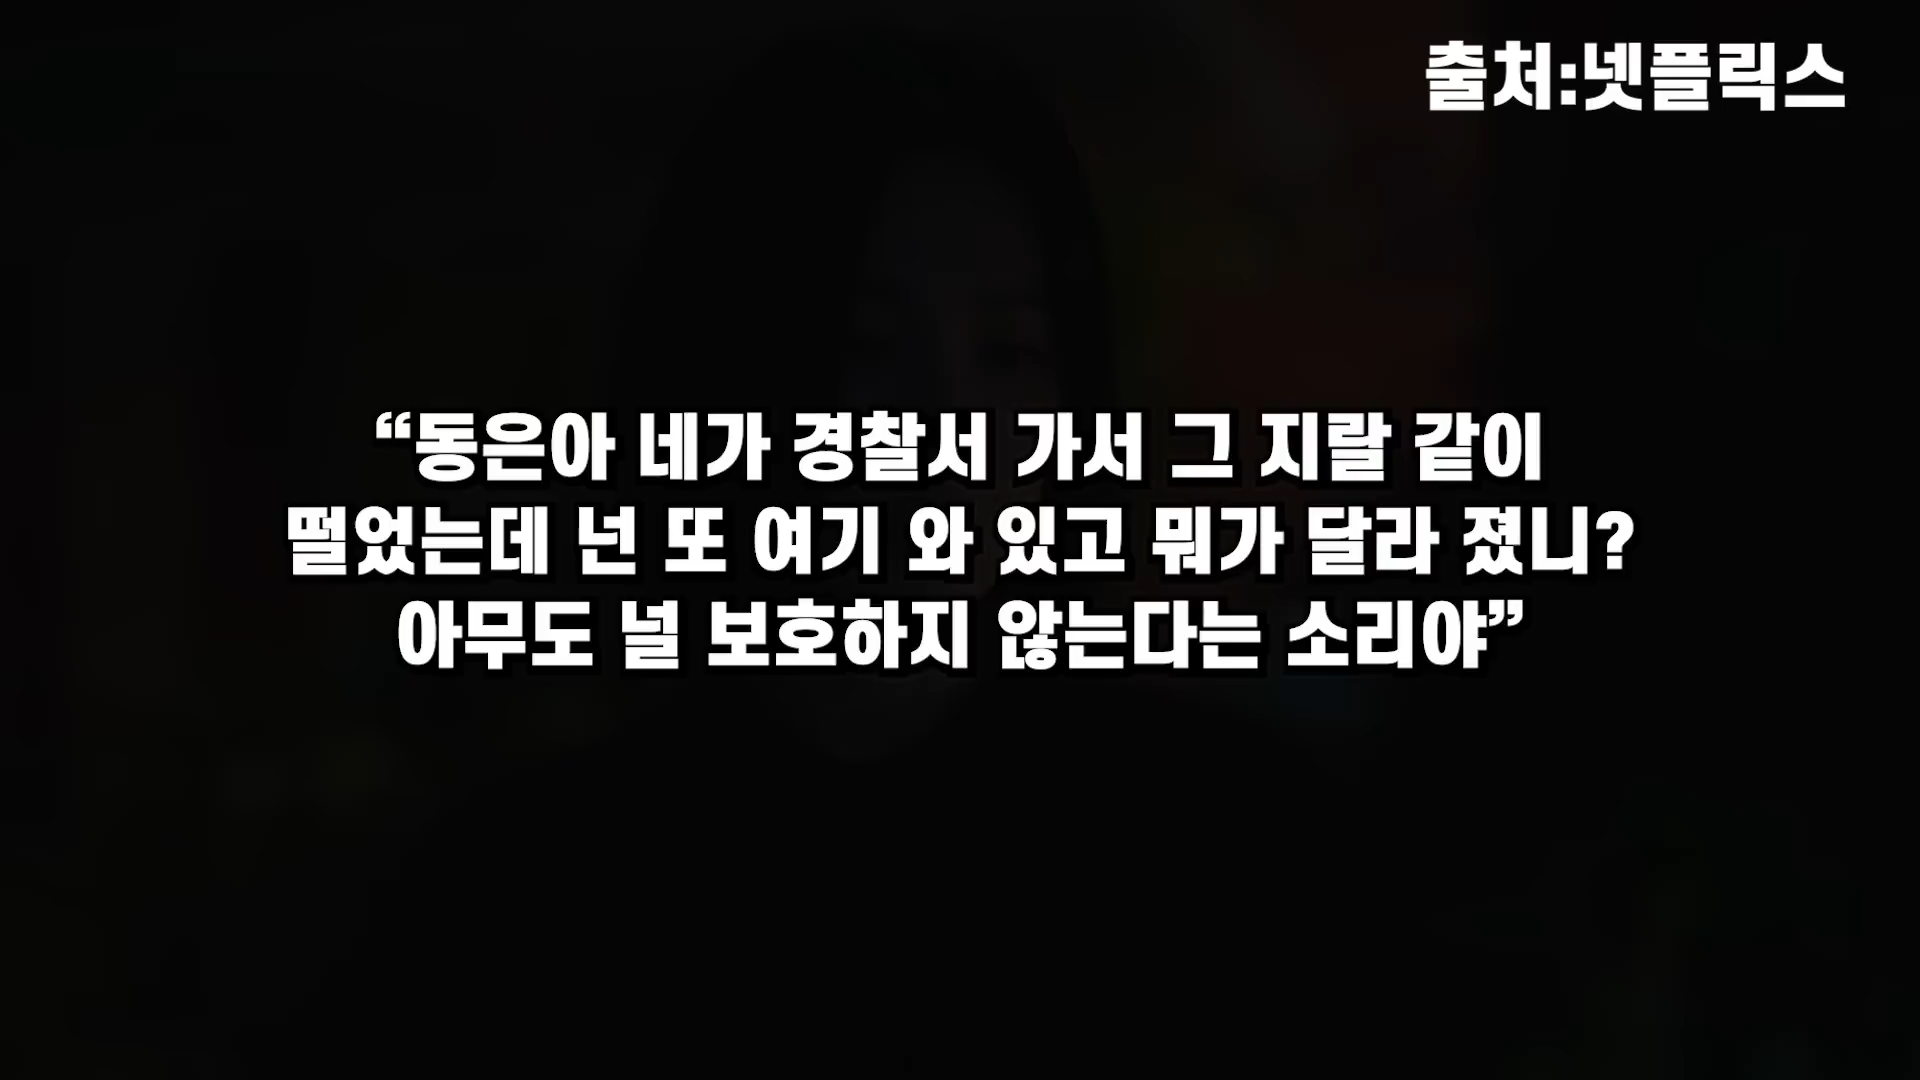 출처:넷플릭스
“동은아 네가 경찰서 가서 그 지랄 같이
떨었는데 넌 또 여기 와 있고 뭐가 달라 졌니?
아무도 널 보호하지 않는다는 소리야”